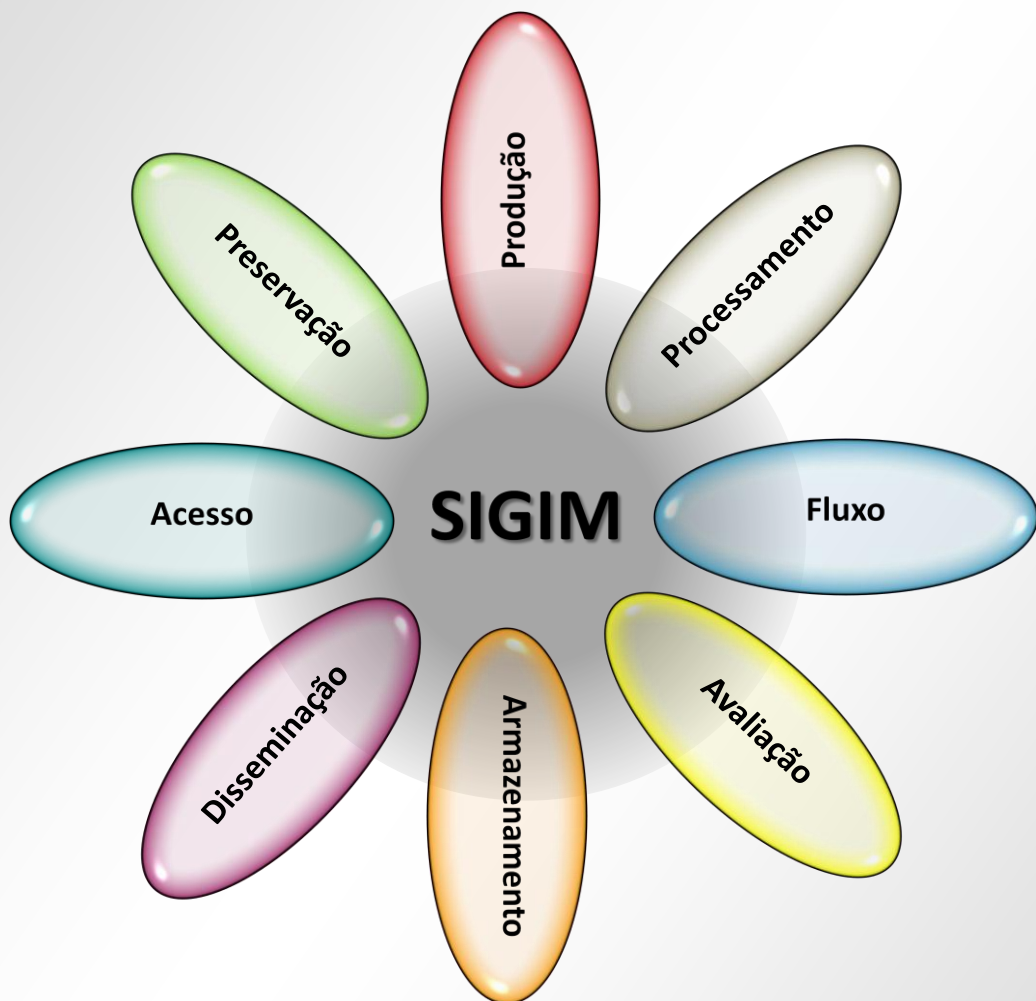 Produção
Processamento
Fluxo
Avaliação
Armazenamento
Disseminação
Acesso
Preservação
SIGIM